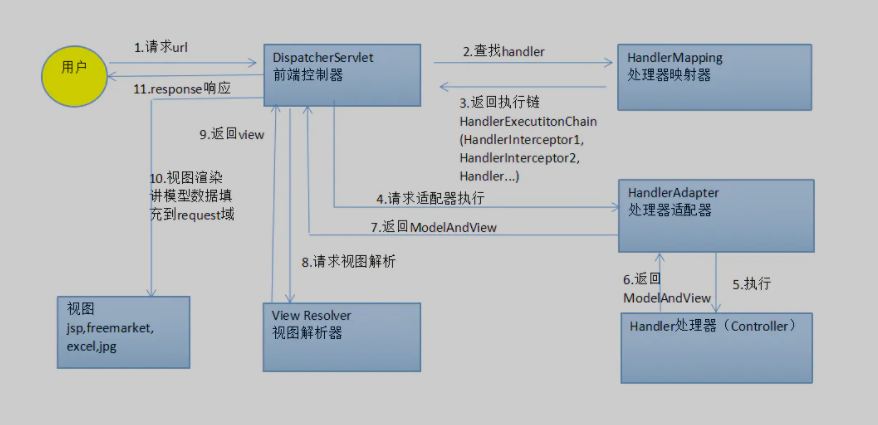 1.请求url
用户
11.response响应
DispatcherServlet
前端控制器
2.查找handler
HandlerMapping
处理器映射器
3.返回执行链
HandlerExecutitonChain
(HandlerInterceptor1,
HandlerInterceptor2,
Handler...)
9.返回view
10.视图渲染
讲模型数据填
充到request域
4.请求适配器执行
HandlerAdapter
处理器适配器
7.返回ModelAndView
8.请求视图解析
6.返回
ModelAndView
5.执行
视图
jsp,freemarket,
excel,jpg
View Resolver
视图解析器
Handler处理器（Controller）